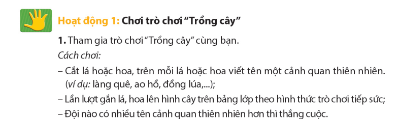 Hoạt động 1: Chơi trò chơi “Trồng cây”
1. Tham gia trò chơi “Trồng cây” cùng bạn.
Cách chơi:
– Cắt lá hoặc hoa, trên mỗi lá hoặc hoa viết tên một cảnh quan thiên nhiên.
(ví dụ: làng quê, ao hồ, đồng lúa,...);
– Lần lượt gắn lá, hoa lên hình cây trên bảng lớp theo hình thức trò chơi tiếp sức;
– Đội nào có nhiều tên cảnh quan thiên nhiên hơn thì thắng cuộc.